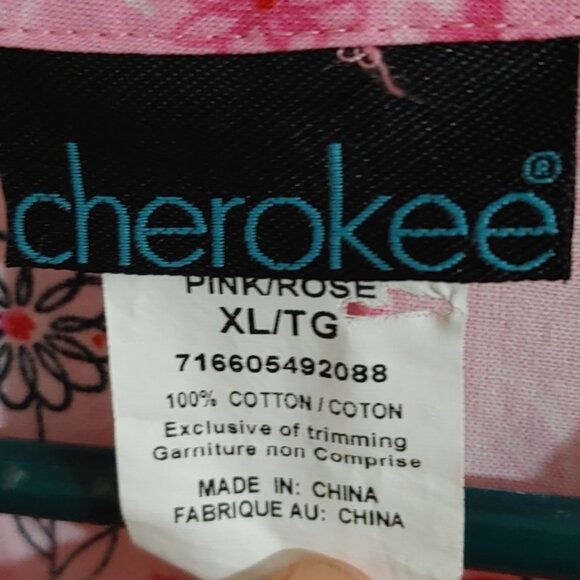 cherokee®
PINK/ROSE
XL/TG
716605492088
100% COTTON / COTON
Exclusive of trimming
Garniture non Comprise
MADE IN: CHINA
FABRIQUE AU: CHINA